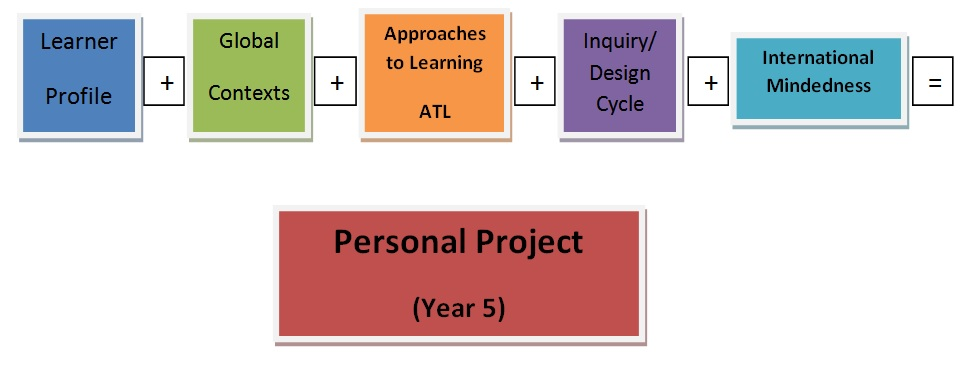 Learner
Profile
+
Global
Contexts
+
Approaches
to Learning
ATL
+
Inquiry/
Design
Cycle
+
International
Mindedness
=
Personal Project
(Year 5)